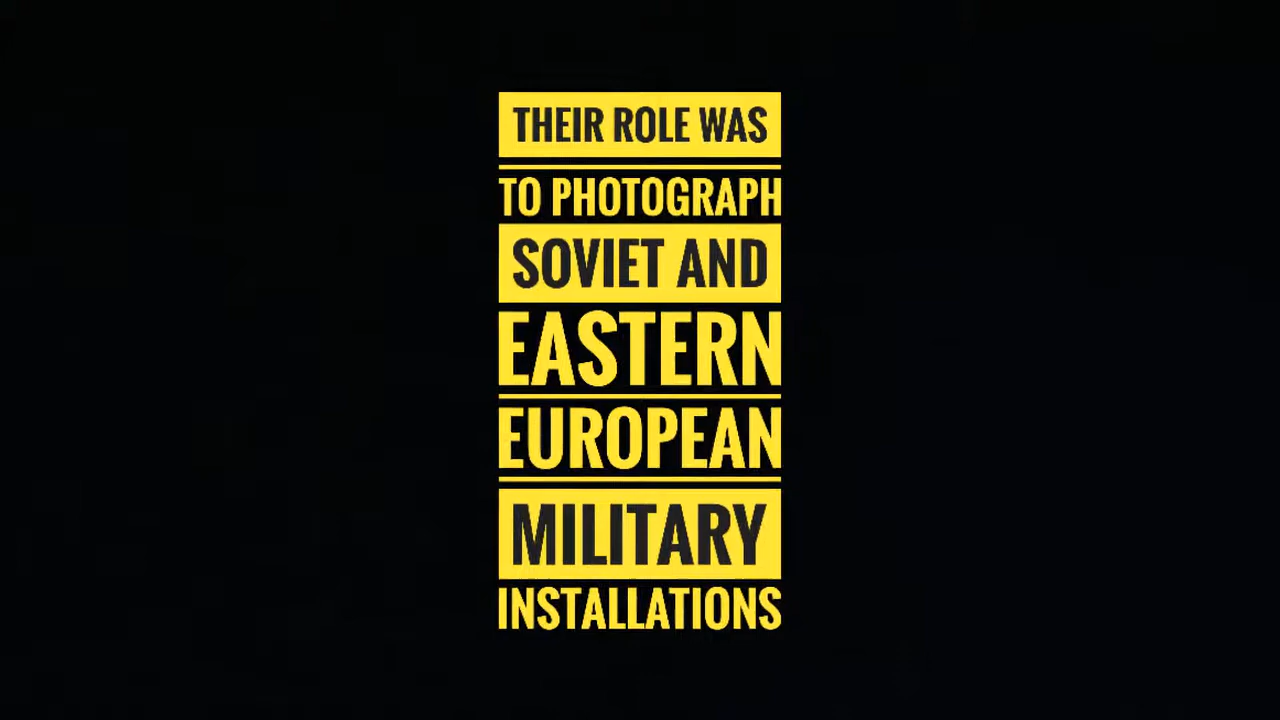 THEIR ROLE WAS
TO PHOTOGRAPH
SOVIET AND
EASTERN
EUROPEAN
MILITARY
INSTALLATIONS